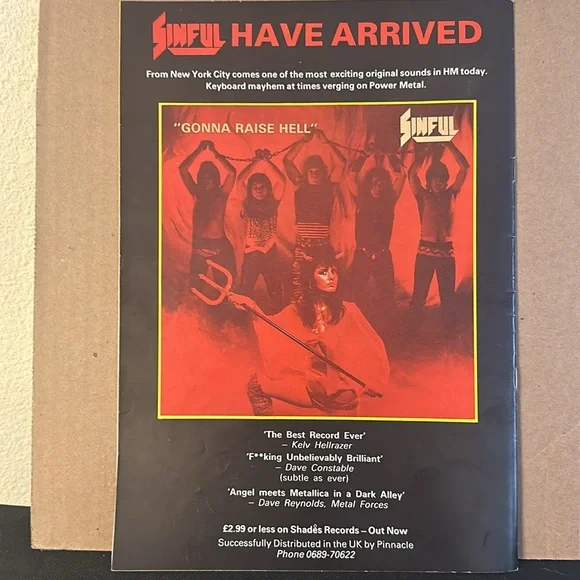 SINFUL HAVE ARRIVED
From New York City comes one of the most exciting original sounds in HM today.
Keyboard mayhem at times verging on Power Metal.
"GONNA RAISE HELL"
SINFUL
'The Best Record Ever'
– Kelv Hellrazer
'F**king Unbelievably Brilliant'
– Dave Constable
(subtle as ever)
'Angel meets Metallica in a Dark Alley'
– Dave Reynolds, Metal Forces
£2.99 or less on Shadês Records – Out Now
Successfully Distributed in the UK by Pinnacle
Phone 0689-70622